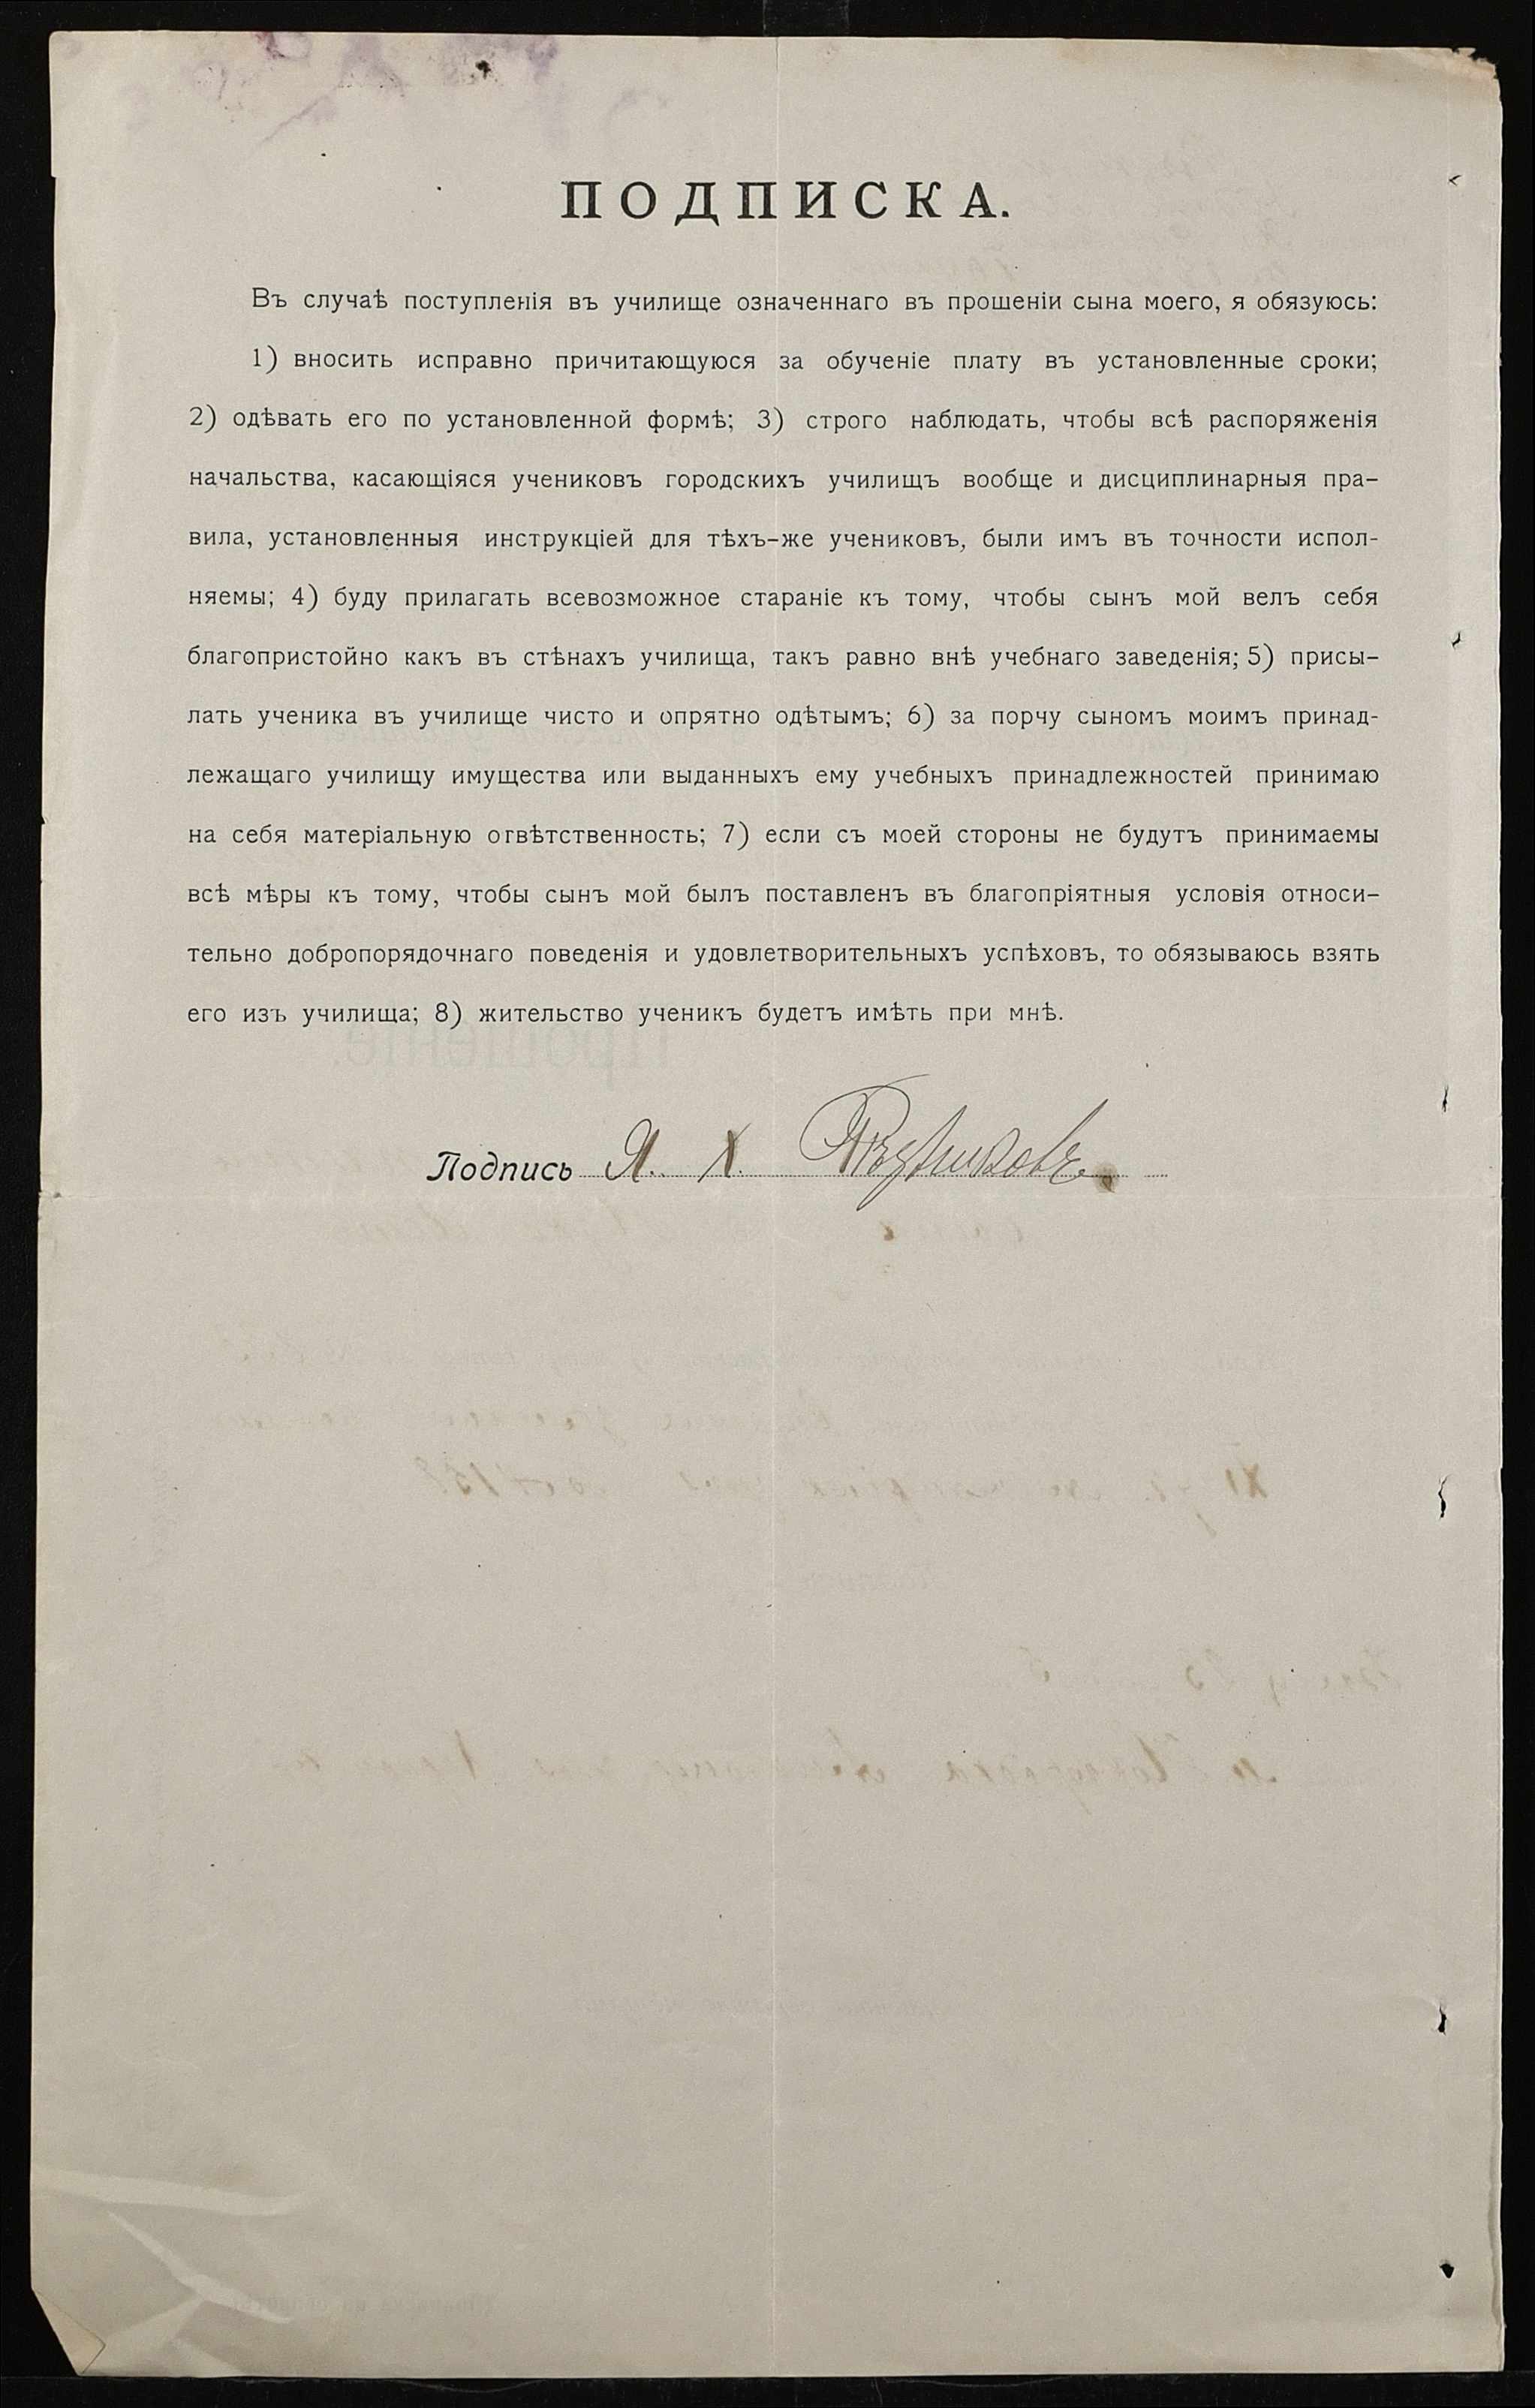 ПОДПИСКА.
Въ случаѣ поступленія въ училище означеннаго въ прошеніи сына моего, я обязуюсь:
1) вносить исправно причитающуюся за обученіе плату въ установленные сроки;
2) одѣвать его по установленной формѣ; 3) строго наблюдать, чтобы всѣ распоряженія
начальства, касающіяся учениковъ городскихъ училищъ вообще и дисциплинарныя пра-
вила, установленныя инструкціей для тѣхъ-же учениковъ, были имъ въ точности испол-
няемы; 4) буду прилагать всевозможное стараніе къ тому, чтобы сынъ мой велъ себя
благопристойно какъ въ стѣнахъ училища, такъ равно внѣ учебнаго заведенія; 5) присы-
лать ученика въ училище чисто и опрятно одѣтымъ; 6) за порчу сыномъ моимъ принад-
лежащаго училищу имущества или выданныхъ ему учебныхъ принадлежностей принимаю
на себя матеріальную отвѣтственность; 7) если съ моей стороны не будутъ принимаемы
всѣ мѣры къ тому, чтобы сынъ мой былъ поставленъ въ благопріятныя условія относи-
тельно добропорядочнаго поведенія и удовлетворительныхъ успѣховъ, то обязываюсь взять
его изъ училища; 8) жительство ученикъ будетъ имѣть при мнѣ.
Подпись Я. Х.